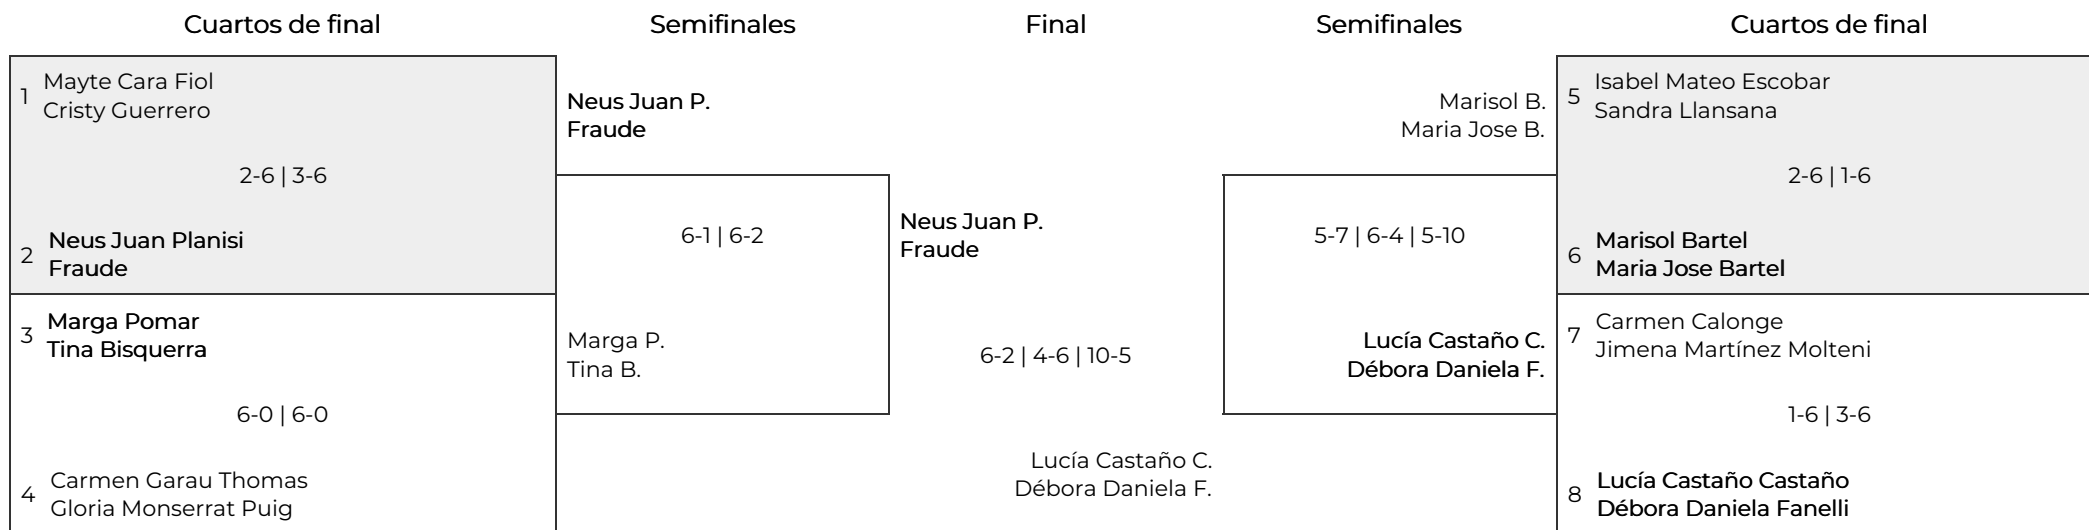 Cuartos de final
Semifinales
Final
Semifinales
Cuartos de final
1
Mayte Cara Fiol
Cristy Guerrero
2-6 | 3-6
2
Neus Juan Planisi
Fraude
3
Marga Pomar
Tina Bisquerra
6-0 | 6-0
4
Carmen Garau Thomas
Gloria Monserrat Puig
Neus Juan P.
Fraude
6-1 | 6-2
Marga P.
Tina B.
Neus Juan P.
Fraude
6-2 | 4-6 | 10-5
Lucía Castaño C.
Débora Daniela F.
Marisol B.
Maria Jose B.
5-7 | 6-4 | 5-10
Lucía Castaño C.
Débora Daniela F.
5
Isabel Mateo Escobar
Sandra Llansana
2-6 | 1-6
6
Marisol Bartel
Maria Jose Bartel
7
Carmen Calonge
Jimena Martínez Molteni
1-6 | 3-6
8
Lucía Castaño Castaño
Débora Daniela Fanelli